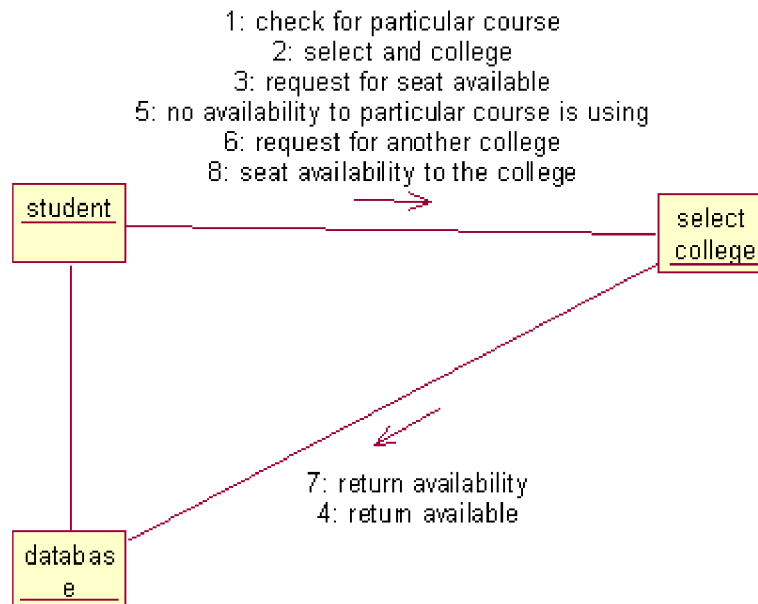 1: check for particular course
2: select and college
3: request for seat available
5: no availability to particular course is using
6: request for another college
8: seat availability to the college
student
select
college
7: return availability
4: return available
databas
e